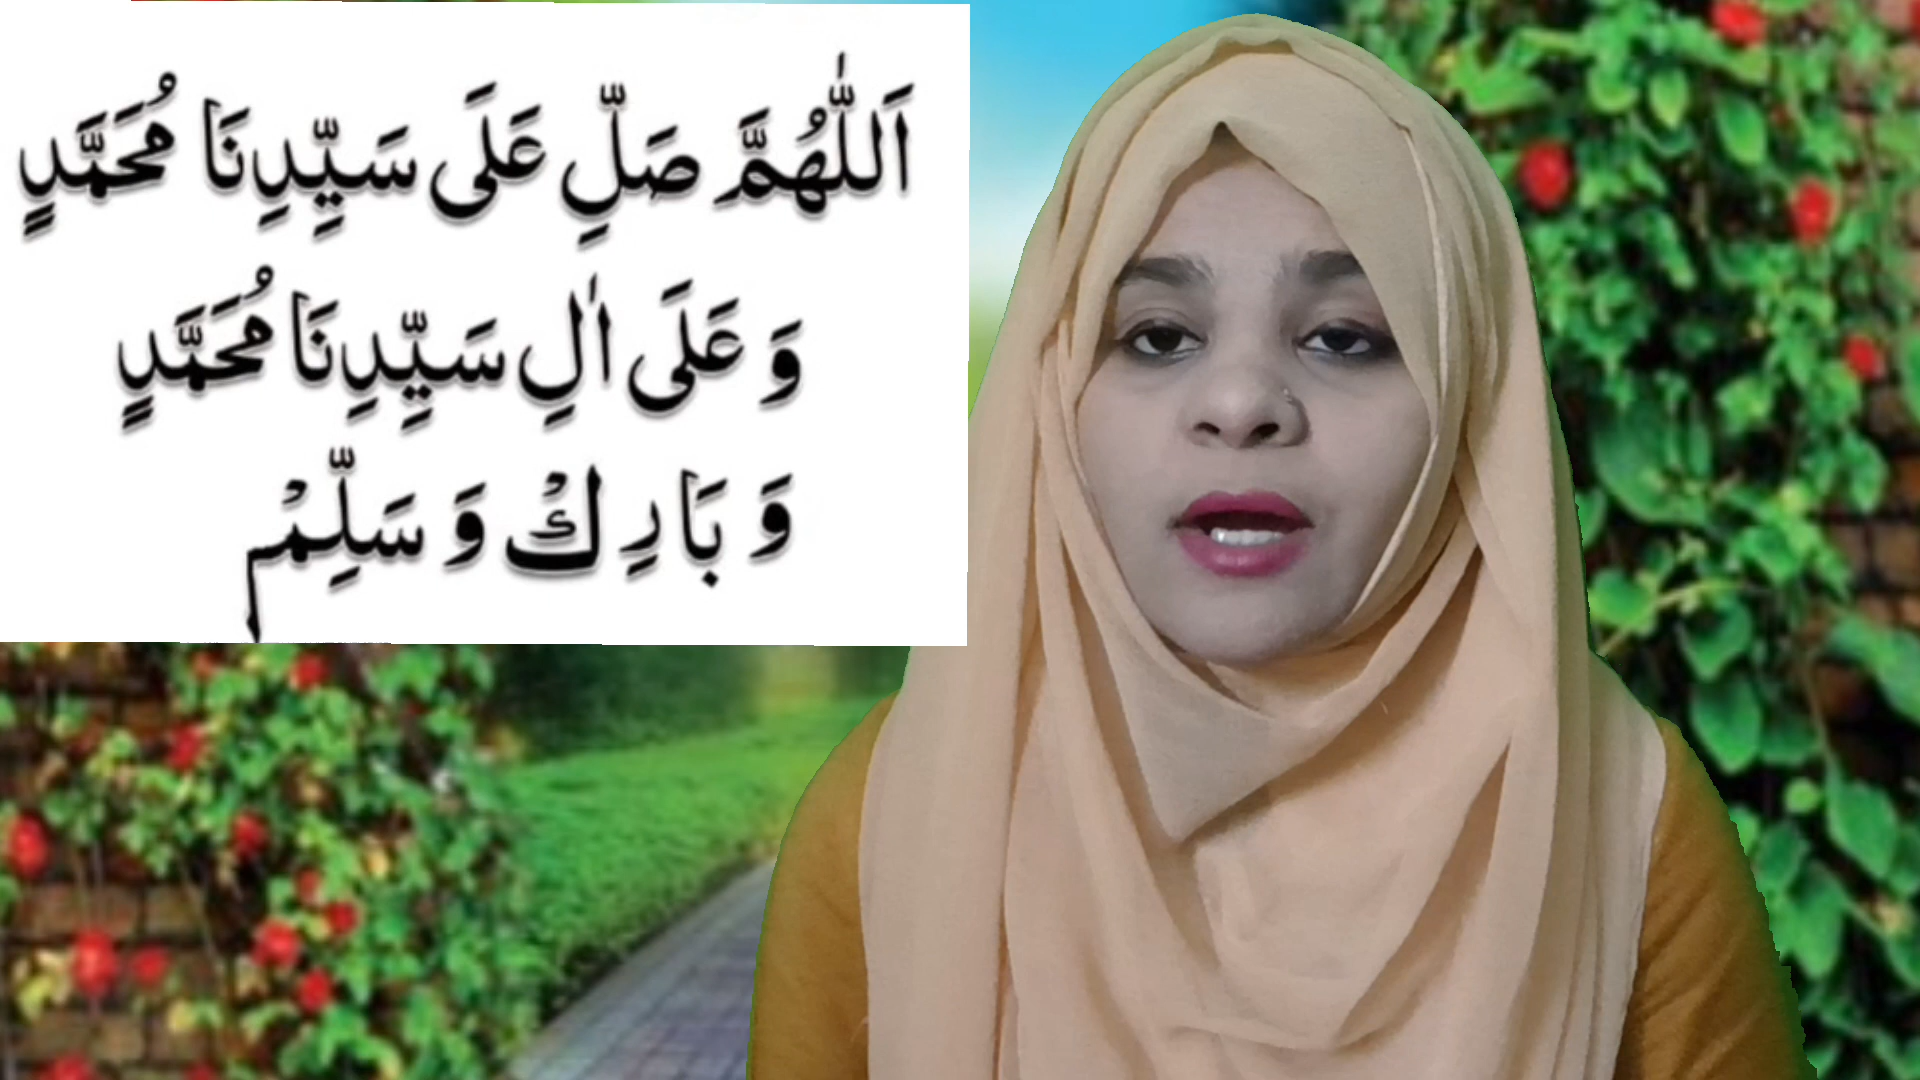 اَللّٰهُمَّ صَلِّ عَلَى سَيِّدِنَا مُحَمَّدٍ
وَ عَلَى اٰلِ سَيِّدِنَا مُحَمَّدٍ
وَ بَارِكْ وَ سَلِّمْ